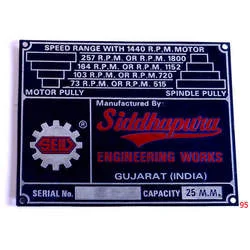 SPEED RANGE WITH 1440 R.P.M.MOTOR
257 R.P.M. OR R.P.M. 1800
164 R.P.M. OR R.P.M. 1152
103 R.P.M. OR R.P.M. 720
73 R.P.M. OR R.P.M. 515
MOTOR PULLY SPINDLE PULLY
Manufactured By:
Siddhapura
SEW
ENGINEERING WORKS
GUJARAT (INDIA)
SERIAL No. CAPACITY 25 M.M.
95